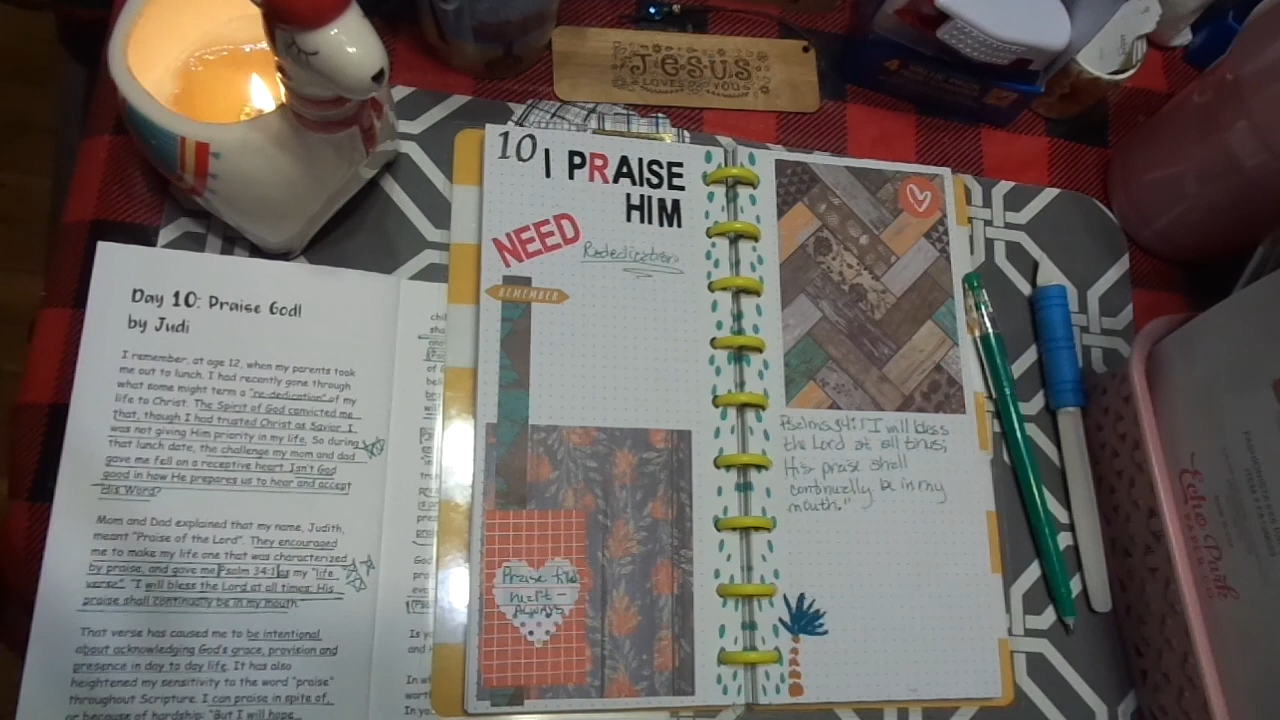 JESUS
LOVES YOU
Day 10: Praise God!
by Judi
I remember, at age 12, when my parents took
me out to lunch. I had recently gone through
what some might term a "re-dedication" of my
life to Christ. The Spirit of God convicted me
that, though I had trusted Christ as Savior, I
was not giving Him priority in my life. So during
that lunch date, the challenge my mom and dad
gave me fell on a receptive heart. Isn't God
good in how He prepares us to hear and accept
His Word?
Mom and Dad explained that my name, Judith,
meant "Praise of the Lord". They encouraged
me to make my life one that was characterized
by praise, and gave me Psalm 34:1 as my "life
verse". "I will bless the Lord at all times: His
praise shall continually be in my mouth.
That verse has caused me to be intentional
about acknowledging God's grace, provision and
presence in day to day life. It has also
heightened my sensitivity to the word "praise"
throughout Scripture. I can praise in spite of,
or because of hardship: "But I will hope
10
I PRAISE
HIM
NEED
Rededication
REMEMBER
Praise
ALWAYS
Psalms 34:1 "I will bless
the Lord at all times;
His praise shall
continually be in my
mouth."
Echo Park